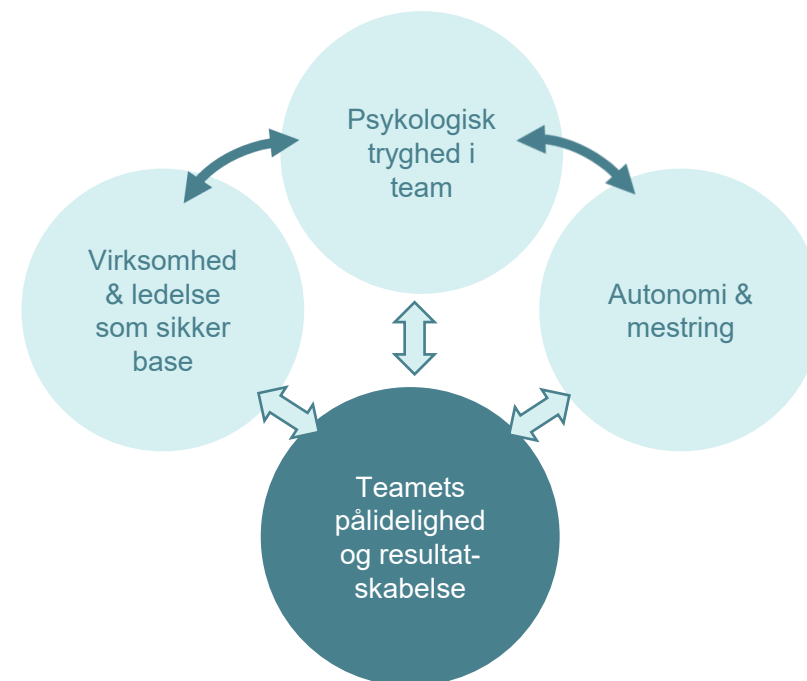 Psykologisk
tryghed i
team
Virksomhed
& ledelse
som sikker
base
Autonomi &
mestring
Teamets
pålidelighed
og resultat-
skabelse